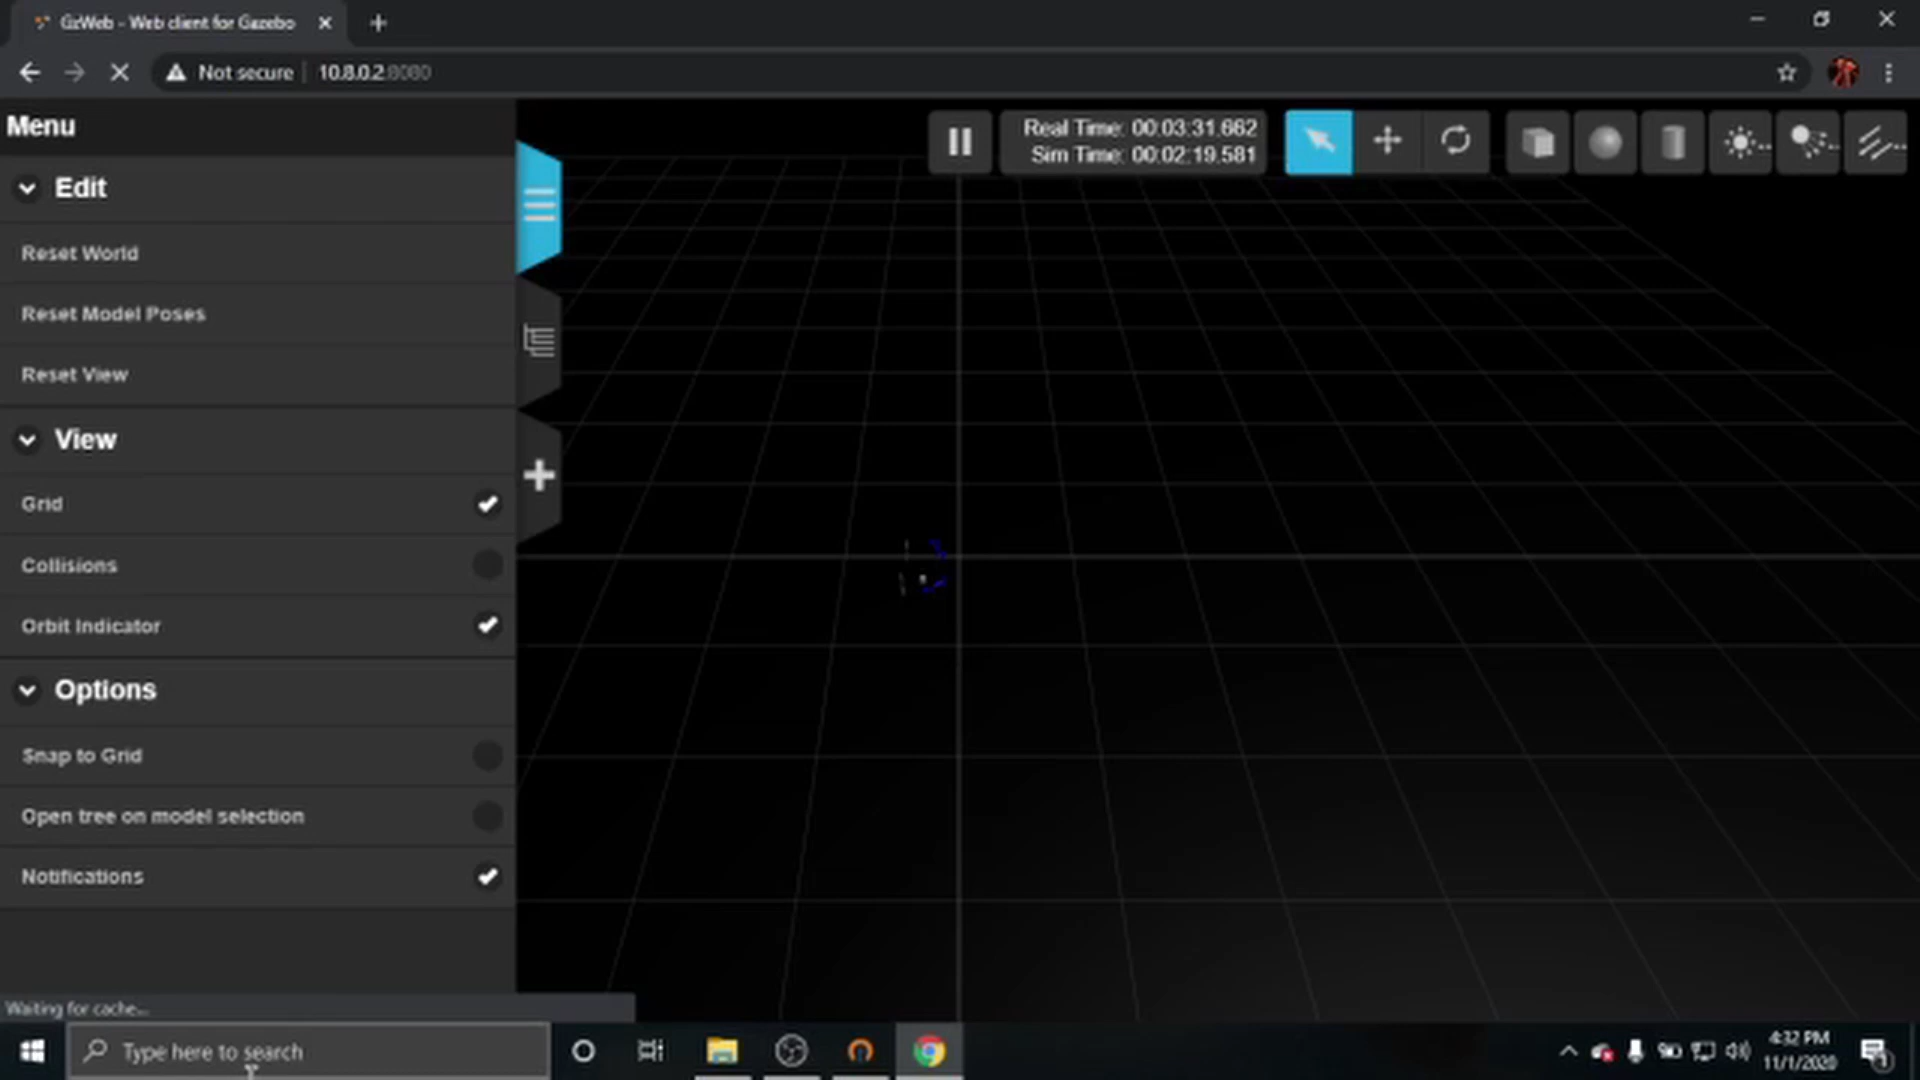 GzWeb - Web client for Gazebo
Not secure
10.8.0.2:8080
Menu
Real Time: 00:03:31.662
Sim Time: 00:02:19.581
Edit
Reset World
Reset Model Poses
Reset View
View
Grid
Collisions
Orbit Indicator
Options
Snap to Grid
Open tree on model selection
Notifications
Waiting for cache...
Type here to search
4:32 PM
11/1/2020